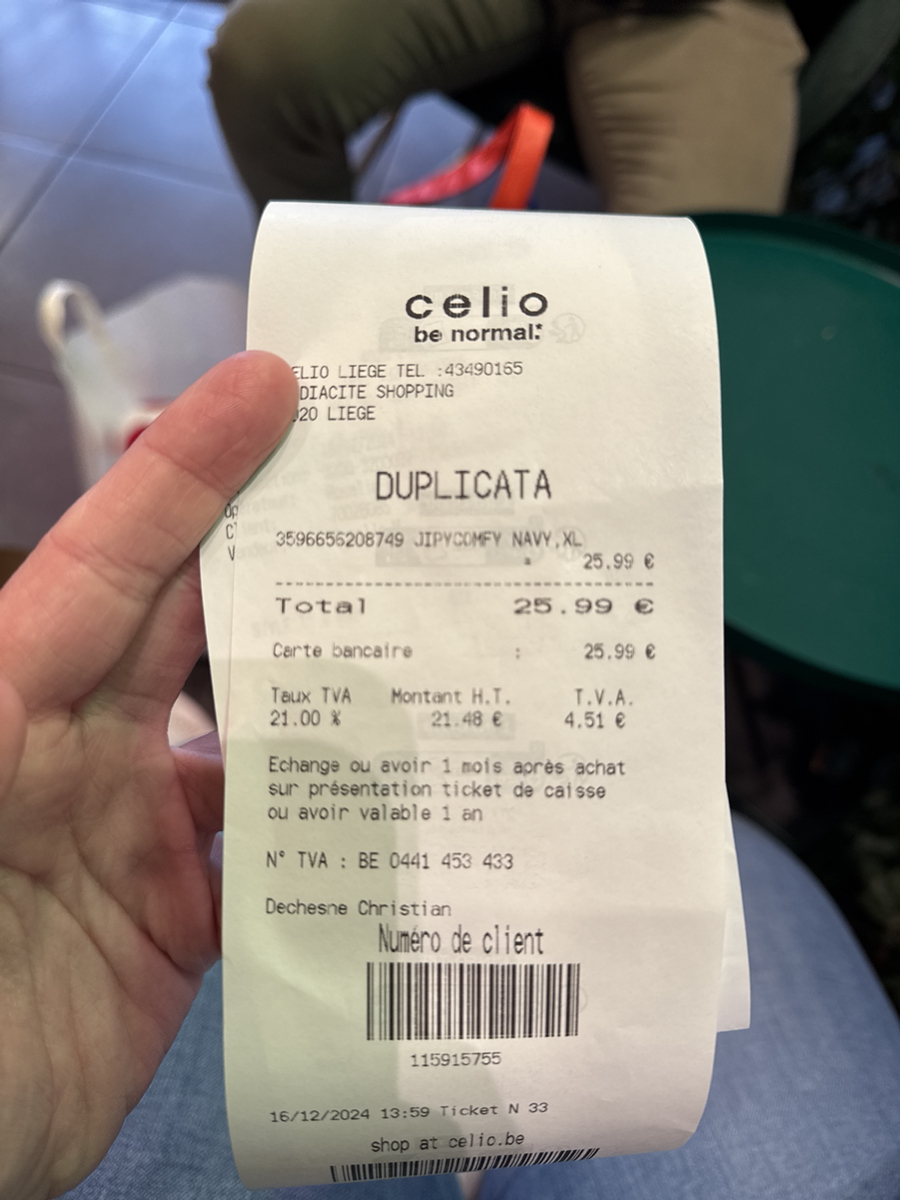 celio
be normal.*
ELIO LIEGE TEL :43490165
DIACITE SHOPPING
020 LIEGE
DUPLICATA
3596656208749 JIPYCOMFY NAVY,XL
25.99 €
Total 25.99 €
Carte bancaire : 25.99 €
Taux TVA Montant H.T. T.V.A.
21.00 % 21.48 € 4.51 €
Echange ou avoir 1 mois après achat
sur présentation ticket de caisse
ou avoir valable 1 an
N° TVA : BE 0441 453 433
Dechesne Christian
Numéro de client
115915755
16/12/2024 13:59 Ticket N 33
shop at celio.be